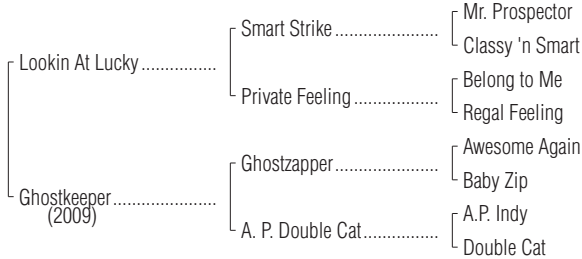 Mr. Prospector
Smart Strike ......................
Classy 'n Smart
Lookin At Lucky ................
Belong to Me
Private Feeling ..................
Regal Feeling
Awesome Again
Ghostzapper ......................
Baby Zip
Ghostkeeper ......................
(2009)
A.P. Indy
A. P. Double Cat ................
Double Cat